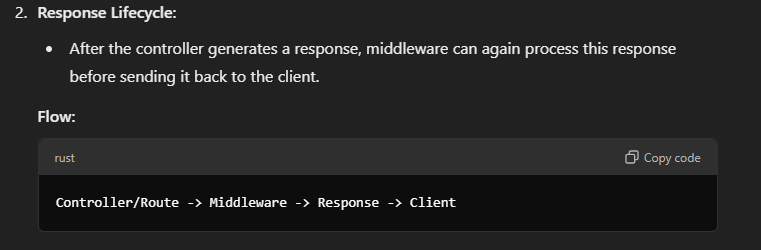 2. Response Lifecycle:
• After the controller generates a response, middleware can again process this response
before sending it back to the client.
Flow:
rust Copy code
Controller/Route -> Middleware -> Response -> Client